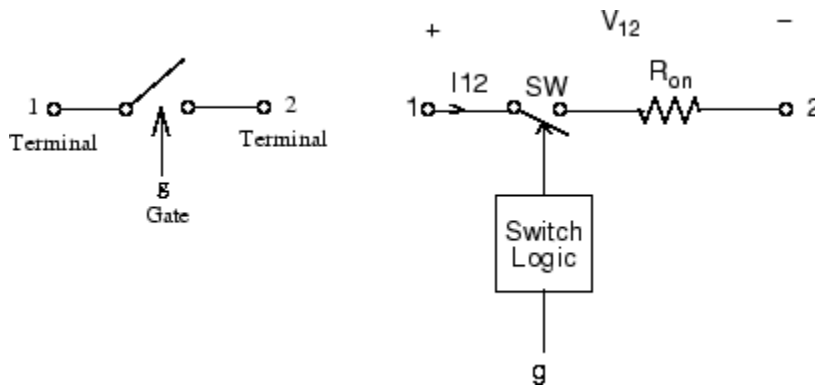 1
2
Terminal
Terminal
g
Gate
+
V12
−
I12
SW
Ron
1
2
Switch
Logic
g